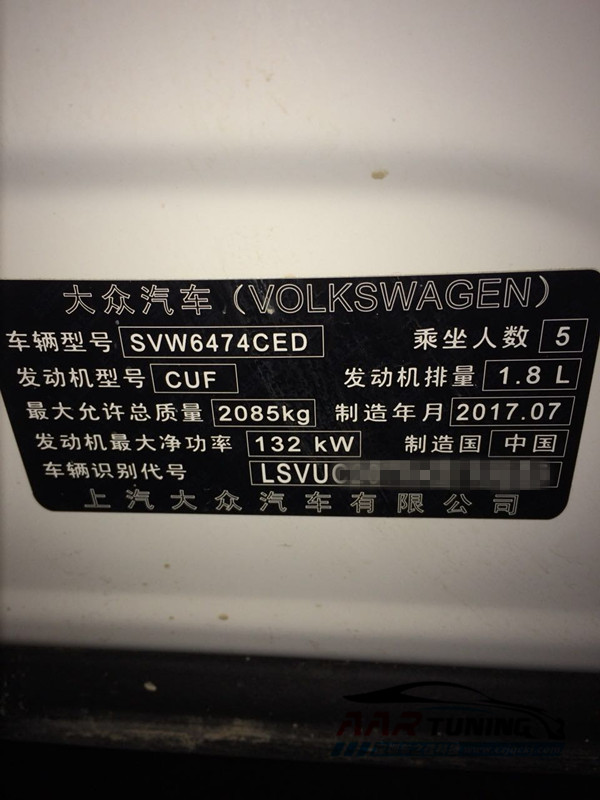 大众汽车(VOLKSWAGEN)
车辆型号 SVW6474CED 乘坐人数 5
发动机型号 CUF 发动机排量 1.8 L
最大允许总质量 2085kg 制造年月 2017.07
发动机最大净功率 132 kW 制造国 中国
车辆识别代号 LSVU
上汽大众汽车有限公司
AAR TUNING